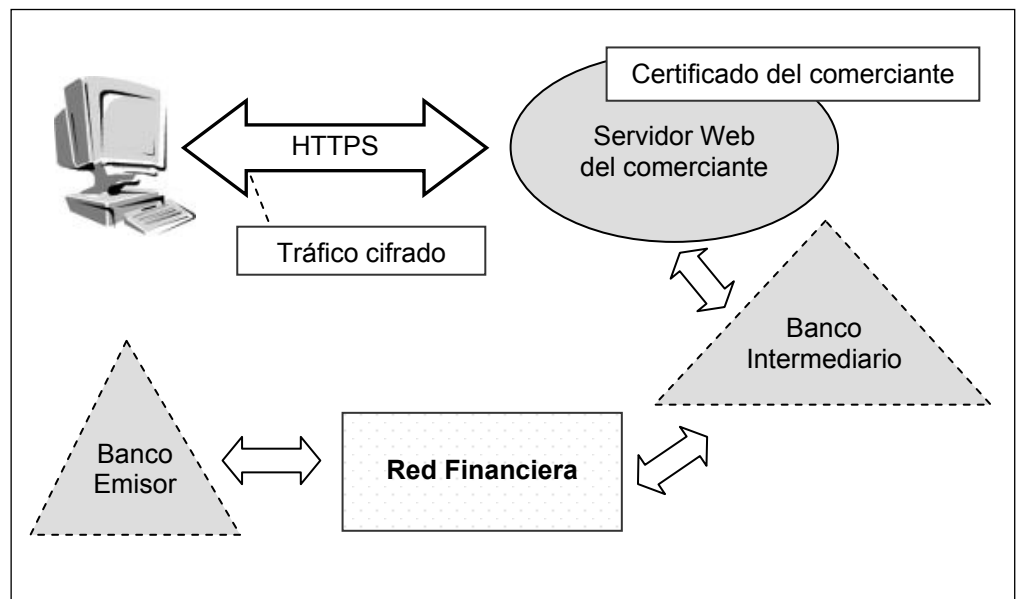 Certificado del comerciante
Servidor Web
del comerciante
HTTPS
Tráfico cifrado
Banco
Intermediario
Banco
Emisor
Red Financiera